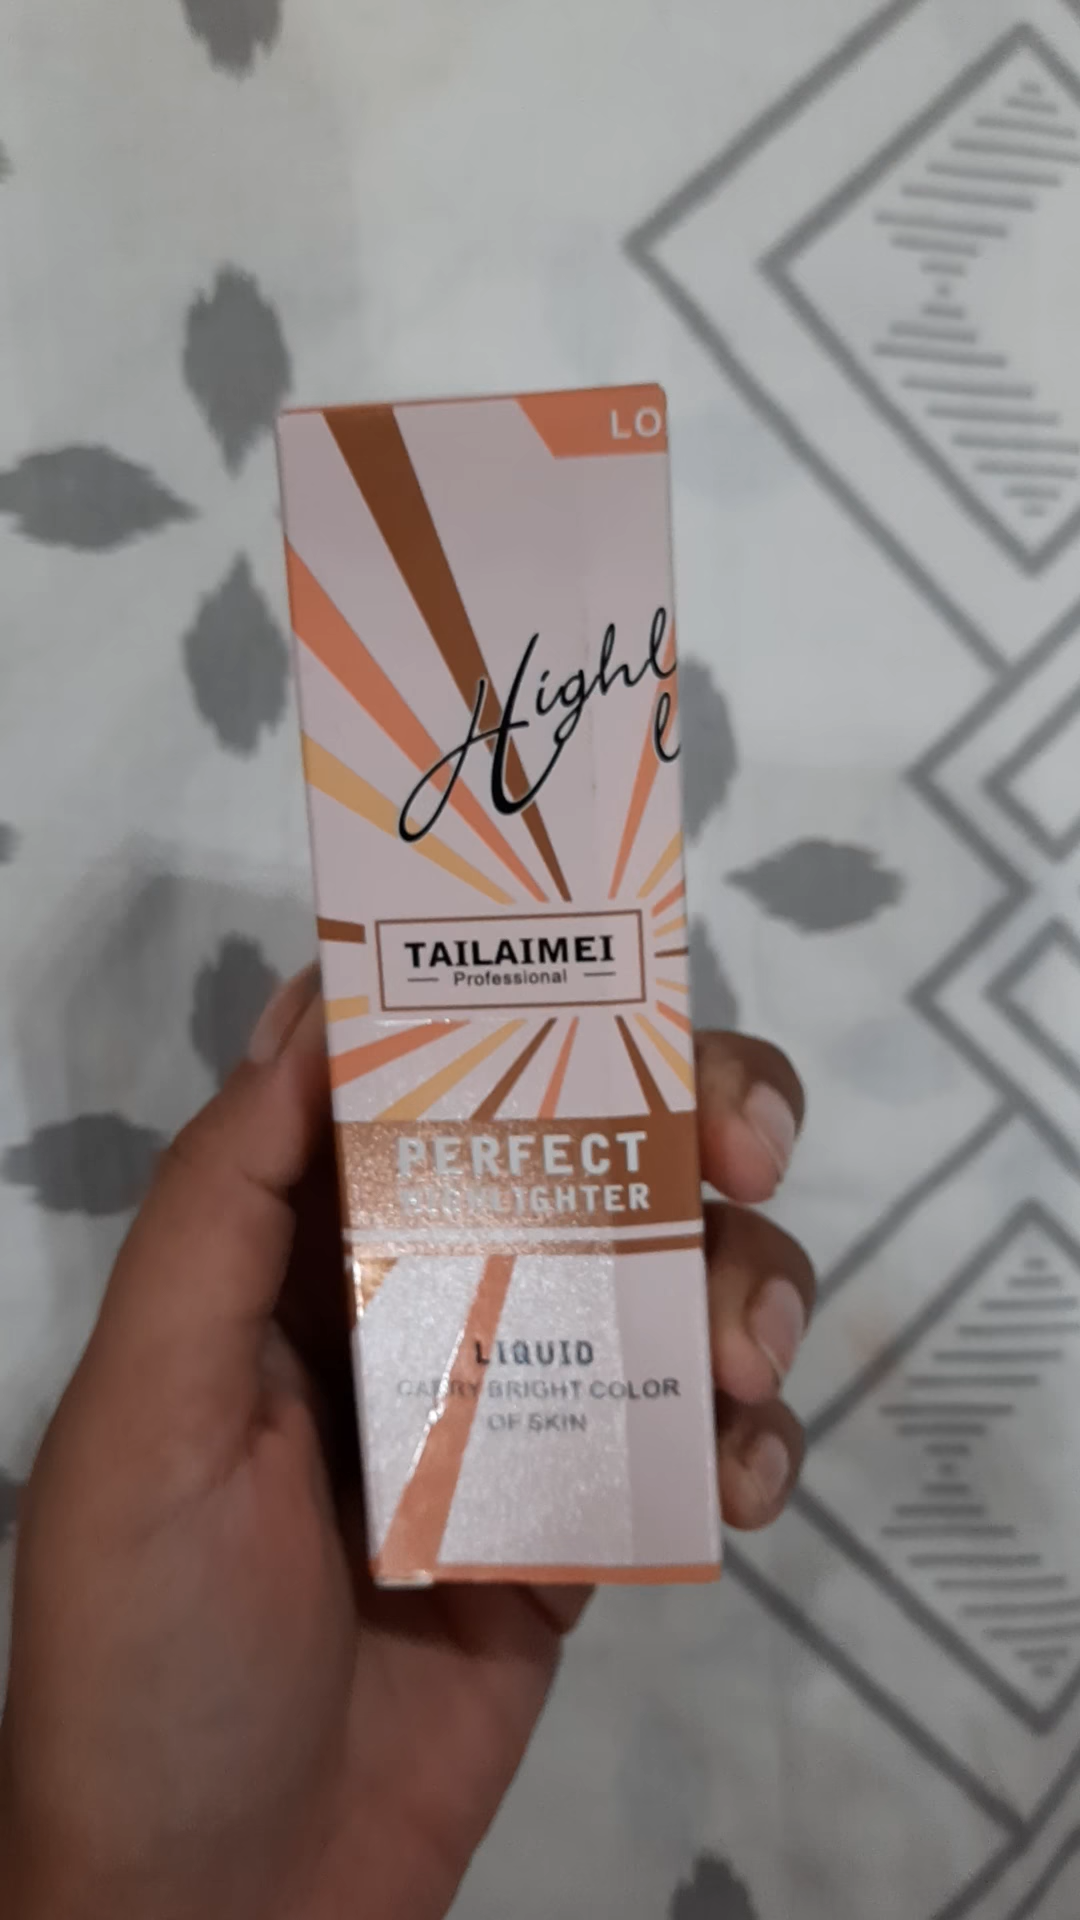 LO
Highl
l
TAILAIMEI
Professional
PERFECT
HIGHLIGHTER
LIQUID
CARRY BRIGHT COLOR
OF SKIN